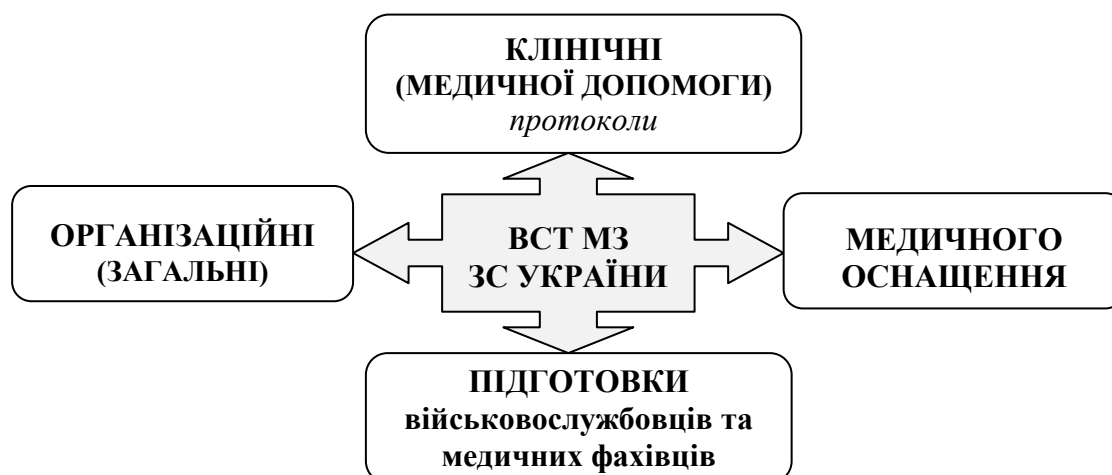 КЛІНІЧНІ
(МЕДИЧНОЇ ДОПОМОГИ)
протоколи
ОРГАНІЗАЦІЙНІ
(ЗАГАЛЬНІ)
ВСТ МЗ
ЗС УКРАЇНИ
МЕДИЧНОГО
ОСНАЩЕННЯ
ПІДГОТОВКИ
військовослужбовців та
медичних фахівців